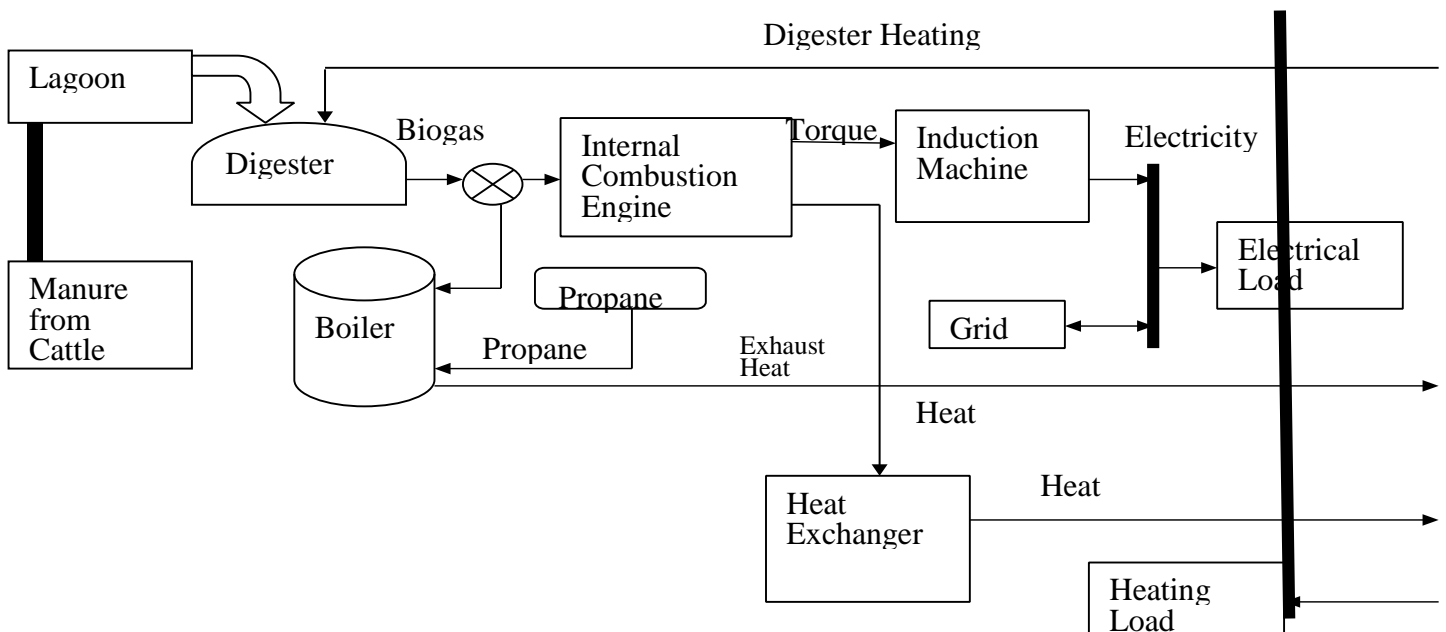 Digester Heating
Lagoon
Biogas
Torque
Electricity
Digester
Internal
Combustion
Engine
Induction
Machine
Electrical
Load
Manure
from
Cattle
Boiler
Propane
Grid
Propane
Exhaust
Heat
Heat
Heat
Heat
Exchanger
Heating
Load